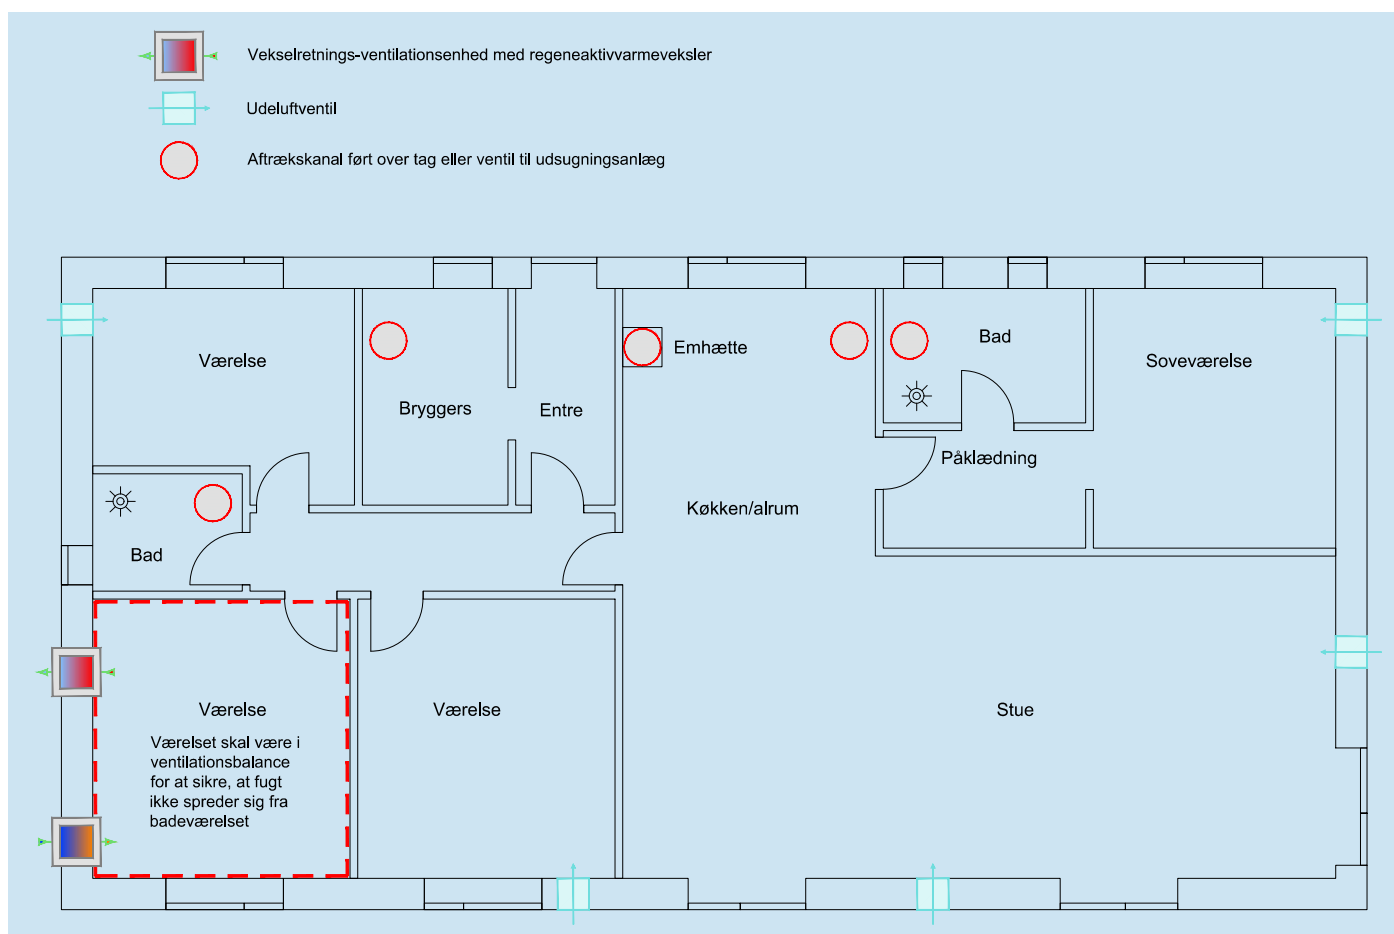 Vekselretnings-ventilationsenhed med regeneaktivvarmeveksler
Udeluftventil
Aftrækskanal ført over tag eller ventil til udsugningsanlæg
Værelse
Bryggers
Entre
Emhætte
Bad
Soveværelse
Påklædning
Køkken/alrum
Bad
Værelse
Værelset skal være i
ventilationsbalance
for at sikre, at fugt
ikke spreder sig fra
badeværelset
Værelse
Stue